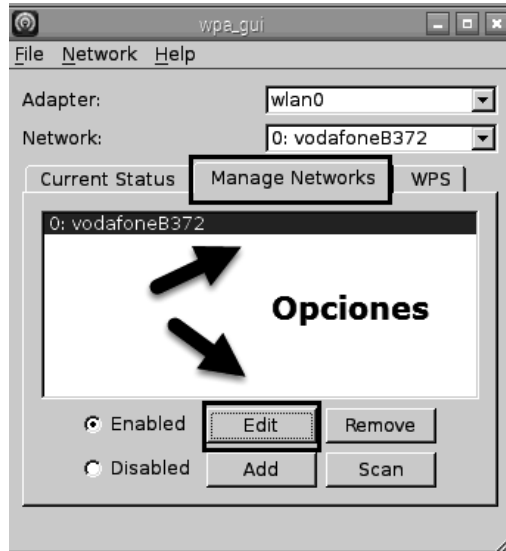 wpa_gui
File Network Help
Adapter: wlan0
Network: 0: vodafoneB372
Current Status Manage Networks WPS
0: vodafoneB372
Opciones
Enabled Edit Remove
Disabled Add Scan